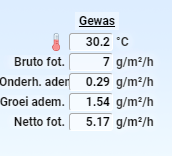 Gewas
30.2 °C
Bruto fot. 7 g/m²/h
Onderh. adem 0.29 g/m²/h
Groei adem. 1.54 g/m²/h
Netto fot. 5.17 g/m²/h